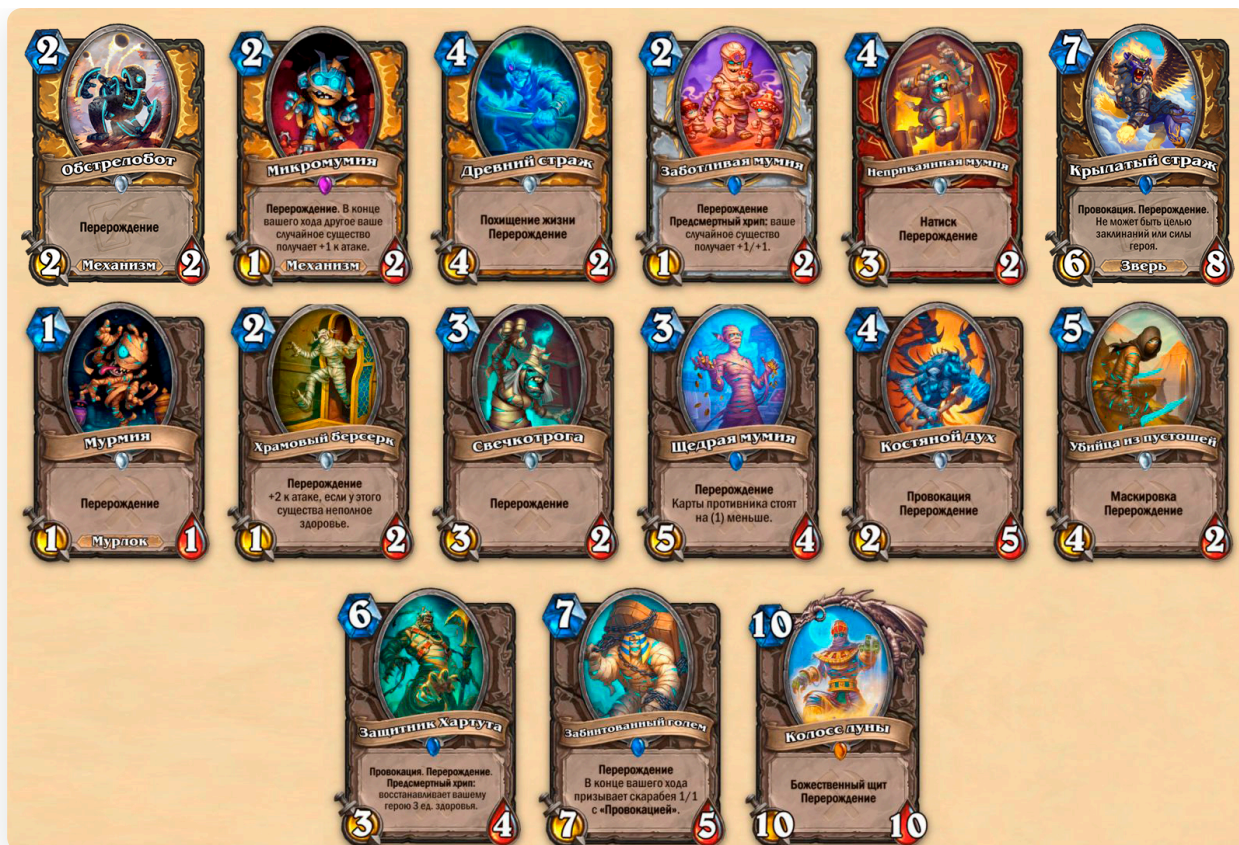 2
Обстрелобот
Перерождение
2
Механизм
2
2
Микромумия
Перерождение. В конце
вашего хода другое ваше
случайное существо
получает +1 к атаке.
1
Механизм
2
4
Древний страж
Похищение жизни
Перерождение
4
2
2
Заботливая мумия
Перерождение
Предсмертный хрип: ваше
случайное существо
получает +1/+1.
1
2
4
Неприкаянная мумия
Натиск
Перерождение
3
2
7
Крылатый страж
Провокация. Перерождение.
Не может быть целью
заклинаний или силы
героя.
6
Зверь
8
1
Мурмия
Перерождение
1
Мурлок
1
2
Храмовый берсерк
Перерождение
+2 к атаке, если у этого
существа неполное
здоровье.
1
2
3
Свечкотрога
Перерождение
3
2
3
Щедрая мумия
Перерождение
Карты противника стоят
на (1) меньше.
5
4
4
Костяной дух
Провокация
Перерождение
2
5
5
Убийца из пустошей
Маскировка
Перерождение
4
2
6
Защитник Хартута
Провокация. Перерождение.
Предсмертный хрип:
восстанавливает вашему
герою 3 ед. здоровья.
3
4
7
Забинтованный голем
Перерождение
В конце вашего хода
призывает скарабея 1/1
с «Провокацией».
7
5
10
Колосс луны
Божественный щит
Перерождение
10
10